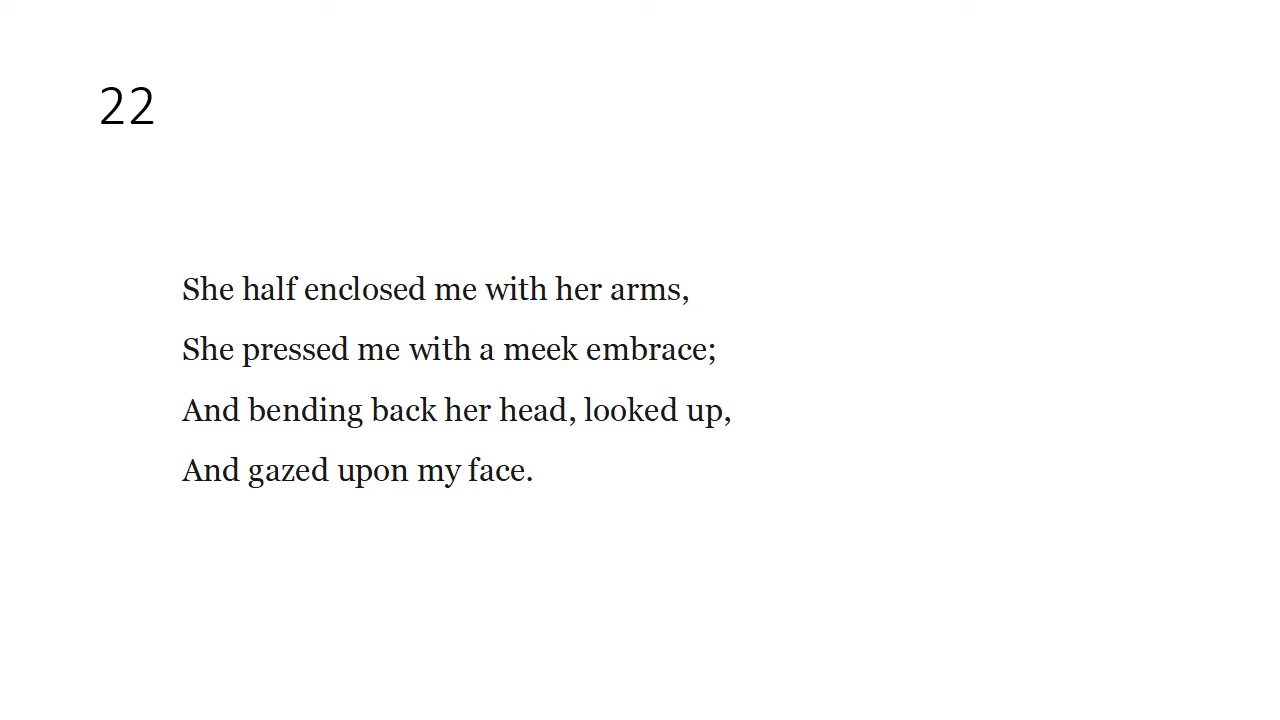 22
She half enclosed me with her arms,
She pressed me with a meek embrace;
And bending back her head, looked up,
And gazed upon my face.